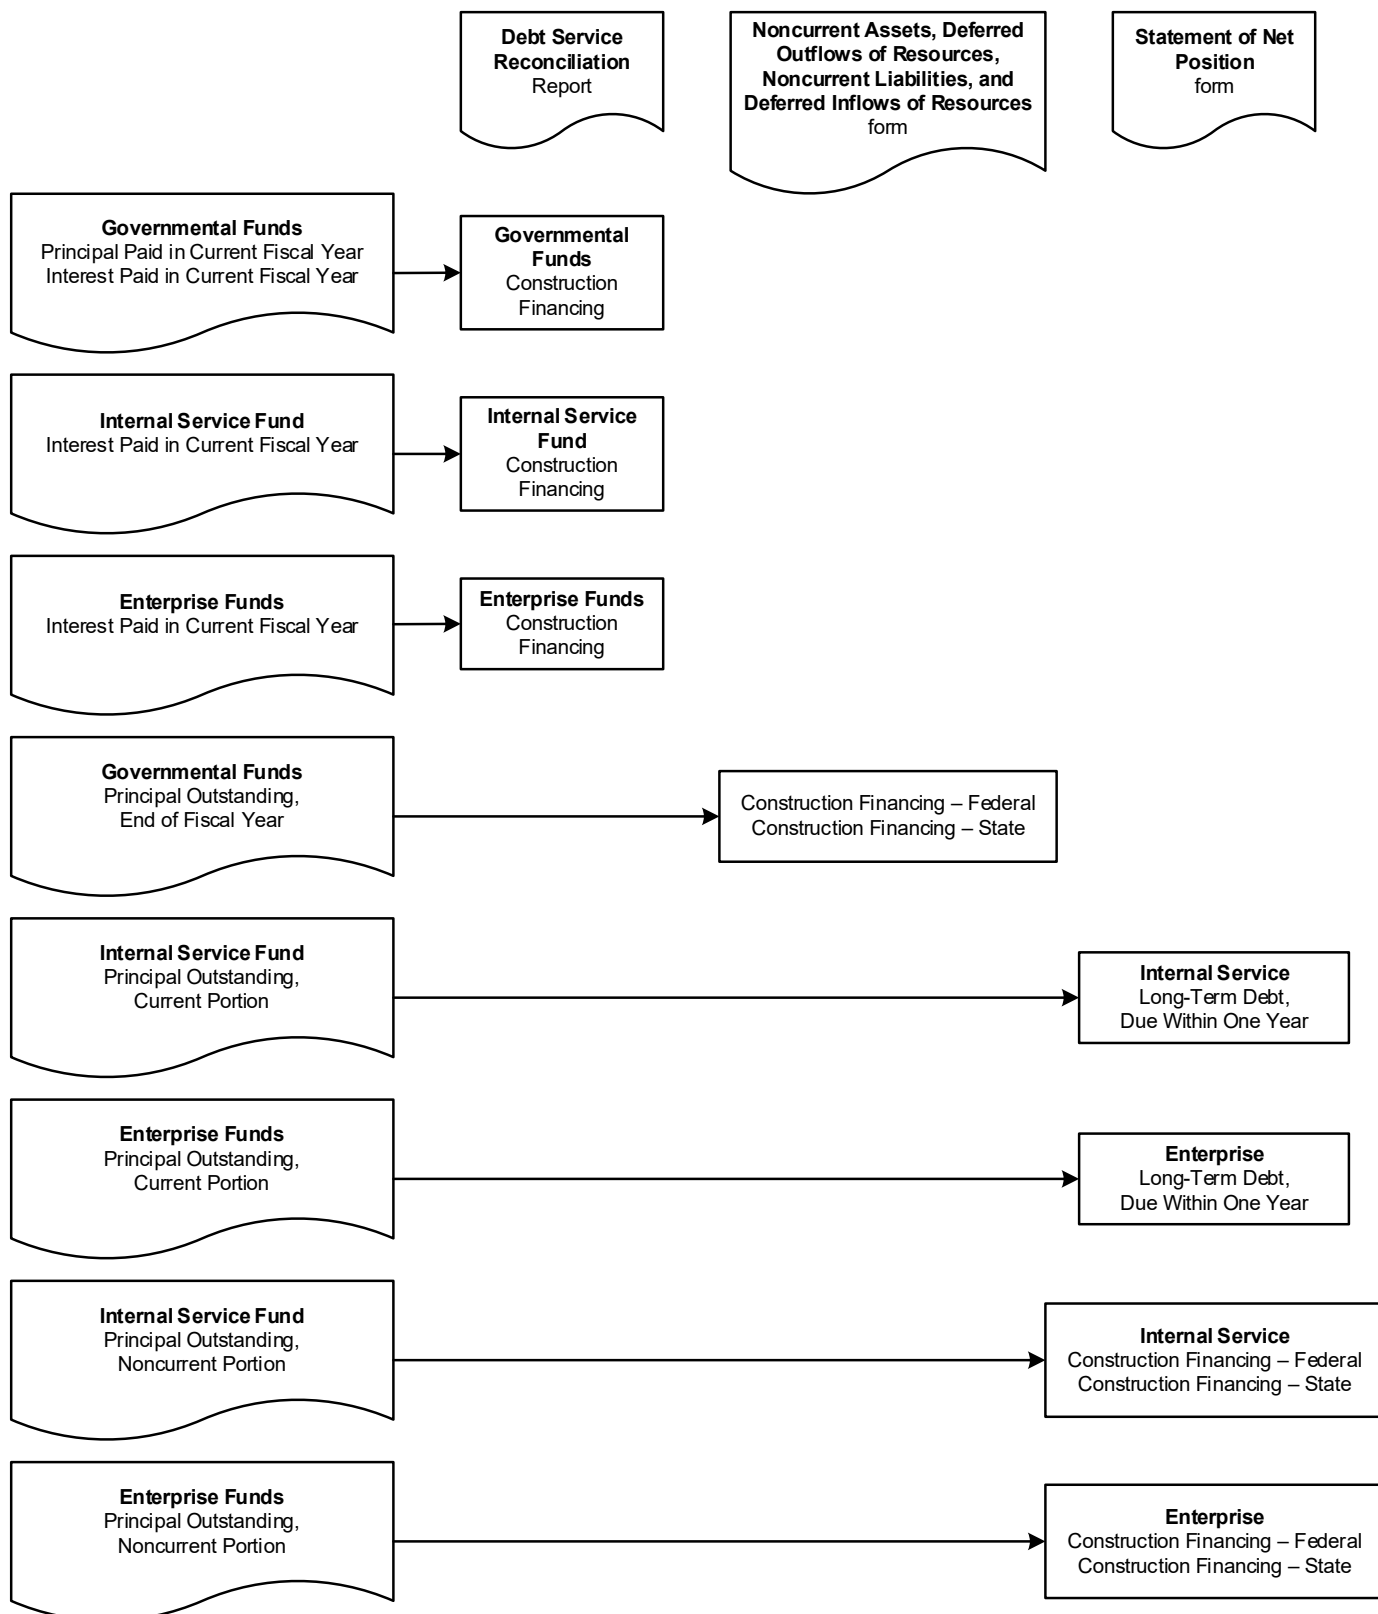 Debt Service
Reconciliation
Report
Noncurrent Assets, Deferred
Outflows of Resources,
Noncurrent Liabilities, and
Deferred Inflows of Resources
form
Statement of Net
Position
form
Governmental Funds
Principal Paid in Current Fiscal Year
Interest Paid in Current Fiscal Year
Governmental
Funds
Construction
Financing
Internal Service Fund
Interest Paid in Current Fiscal Year
Internal Service
Fund
Construction
Financing
Enterprise Funds
Interest Paid in Current Fiscal Year
Enterprise Funds
Construction
Financing
Governmental Funds
Principal Outstanding,
End of Fiscal Year
Construction Financing – Federal
Construction Financing – State
Internal Service Fund
Principal Outstanding,
Current Portion
Internal Service
Long-Term Debt,
Due Within One Year
Enterprise Funds
Principal Outstanding,
Current Portion
Enterprise
Long-Term Debt,
Due Within One Year
Internal Service Fund
Principal Outstanding,
Noncurrent Portion
Internal Service
Construction Financing – Federal
Construction Financing – State
Enterprise Funds
Principal Outstanding,
Noncurrent Portion
Enterprise
Construction Financing – Federal
Construction Financing – State